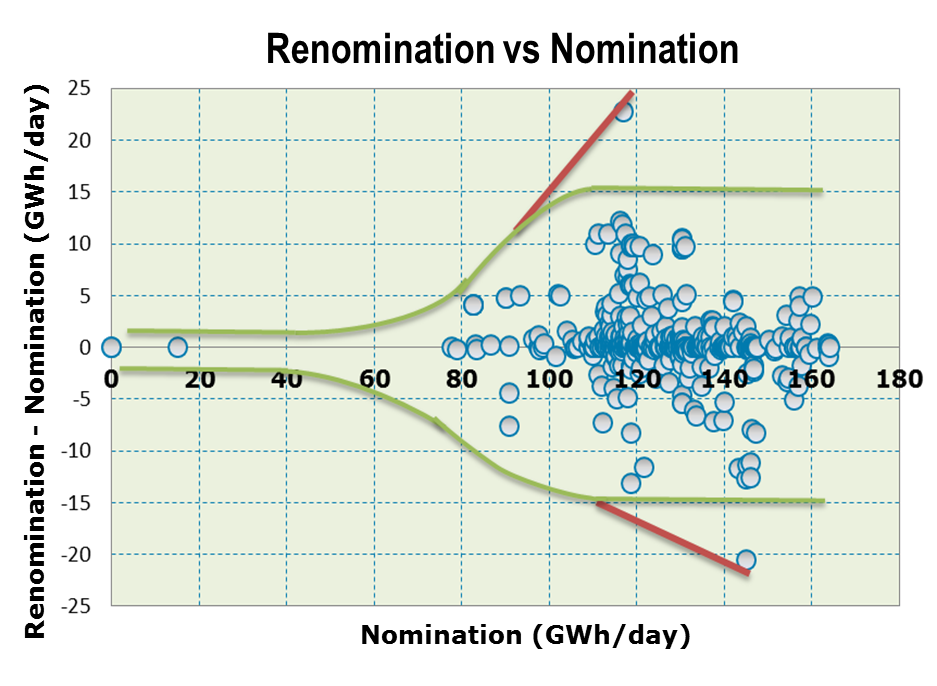 Renomination vs Nomination
Renomination - Nomination (GWh/day)
25
20
15
10
5
0
-5
-10
-15
-20
-25
0 20 40 60 80 100 120 140 160 180
Nomination (GWh/day)